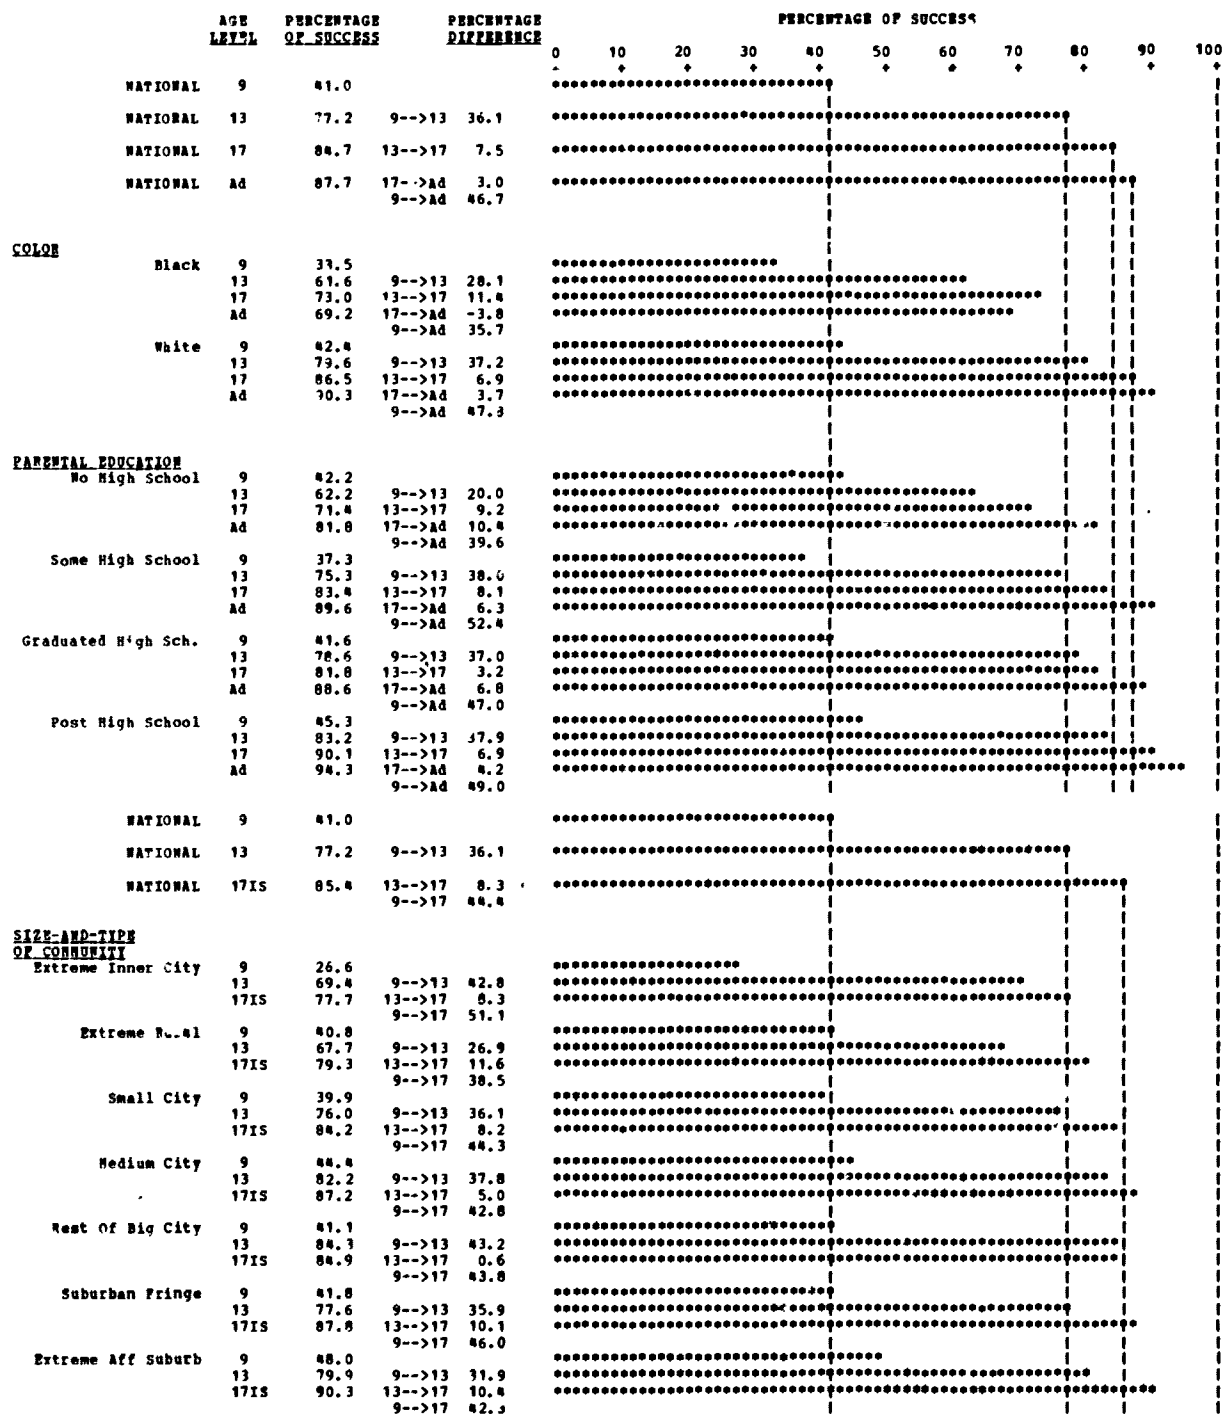 AGE PERCENTAGE PERCENTAGE PERCENTAGE OF SUCCESS
LEVEL OF SUCCESS DIFFERENCE
0 10 20 30 40 50 60 70 80 90 100
NATIONAL 9 41.0
NATIONAL 13 77.2 9-->13 36.1
NATIONAL 17 84.7 13-->17 7.5
NATIONAL Ad 87.7 17-->Ad 3.0
9-->Ad 46.7
COLOR
Black 9 33.5
13 61.6 9-->13 28.1
17 73.0 13-->17 11.4
Ad 69.2 17-->Ad -3.8
9-->Ad 35.7
White 9 42.4
13 79.6 9-->13 37.2
17 86.5 13-->17 6.9
Ad 90.3 17-->Ad 3.7
9-->Ad
PARENTAL EDUCATION
No High School 9 42.2
13 62.2 9-->13 20.0
17 71.4 13-->17 9.2
Ad 81.8 17-->Ad 10.4
9-->Ad 39.6
Some High School 9 37.3
13 75.3 9-->13
17 83.4 13-->17 8.1
Ad 89.6 17-->Ad 6.3
9-->Ad 52.4
Graduated High Sch. 9 41.6
13 78.6 9-->13 37.0
17 81.8 13-->17 3.2
Ad 88.6 17-->Ad 6.8
9-->Ad 47.0
Post High School 9 45.3
13 83.2 9-->13 37.9
17 90.1 13-->17 6.9
Ad 94.3 17-->Ad 4.2
9-->Ad 49.0
NATIONAL 9 41.0
NATIONAL 13 77.2 9-->13 36.1
NATIONAL 17IS 85.4 13-->17 8.3
9-->17 44.4
SIZE-AND-TYPE
OF COMMUNITY
Extreme Inner City 9 26.6
13 69.4 9-->13 42.8
17IS 77.7 13-->17 8.3
9-->17 51.1
Extreme Rural 9 40.8
13 67.7 9-->13 26.9
17IS 79.3 13-->17 11.6
9-->17 38.5
Small City 9 39.9
13 76.0 9-->13 36.1
17IS 84.2 13-->17 8.2
9-->17 44.3
Medium City 9 44.4
13 82.2 9-->13 37.8
17IS 87.2 13-->17 5.0
9-->17 42.8
Rest Of Big City 9 41.1
13 84.3 9-->13 43.2
17IS 84.9 13-->17 0.6
9-->17 43.8
Suburban Fringe 9 41.8
13 77.6 9-->13 35.9
17IS 87.8 13-->17 10.1
9-->17 46.0
Extreme Aff Suburb 9 48.0
13 79.9 9-->13 31.9
17IS 90.3 13-->17 10.4
9-->17